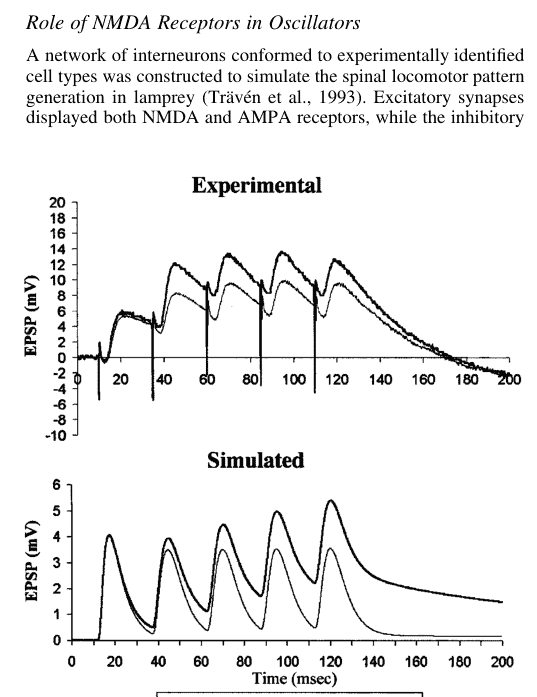 Role of NMDA Receptors in Oscillators
A network of interneurons conformed to experimentally identified
cell types was constructed to simulate the spinal locomotor pattern
generation in lamprey (Trävén et al., 1993). Excitatory synapses
displayed both NMDA and AMPA receptors, while the inhibitory
Experimental
EPSP (mV)
20
18
16
14
12
10
8
6
4
2
0
-2
-4
-6
-8
-10
0 20 40 60 80 100 120 140 160 180 200
Simulated
EPSP (mV)
6
5
4
3
2
1
0
0 20 40 60 80 100 120 140 160 180 200
Time (msec)